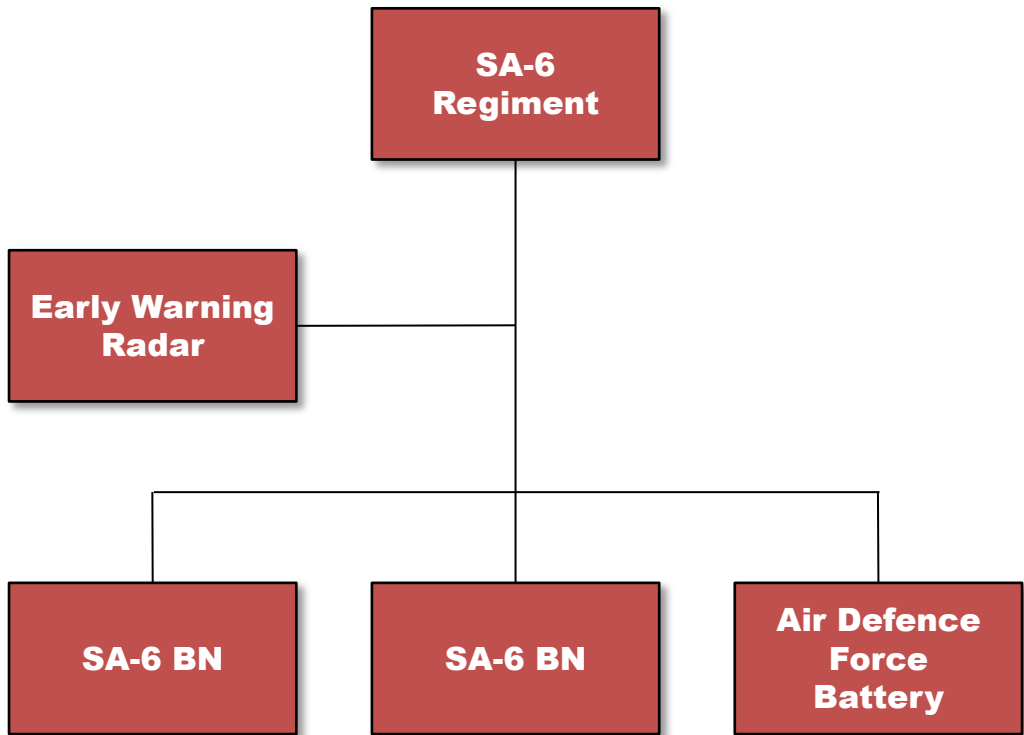 SA-6
Regiment
Early Warning
Radar
SA-6 BN
SA-6 BN
Air Defence
Force
Battery